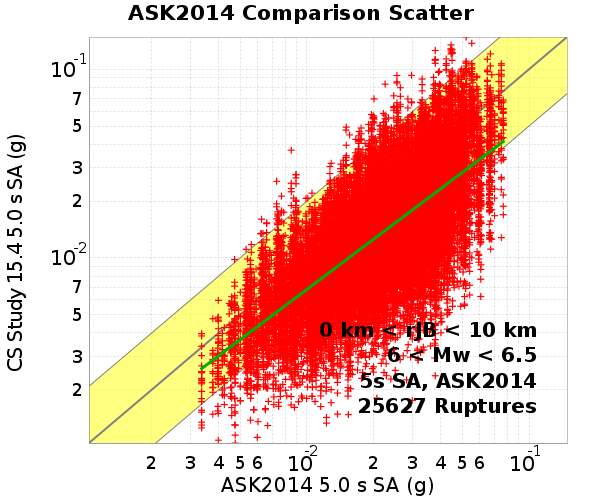 ASK2014 Comparison Scatter
CS Study 15.4 5.0 s SA (g)
10-1
7
5
3
2
10-2
7
5
3
2
0 km < rJB < 10 km
6 < Mw < 6.5
5s SA, ASK2014
25627 Ruptures
2 3 4 5 6 10-2 2 3 4 5 6 10-1
ASK2014 5.0 s SA (g)